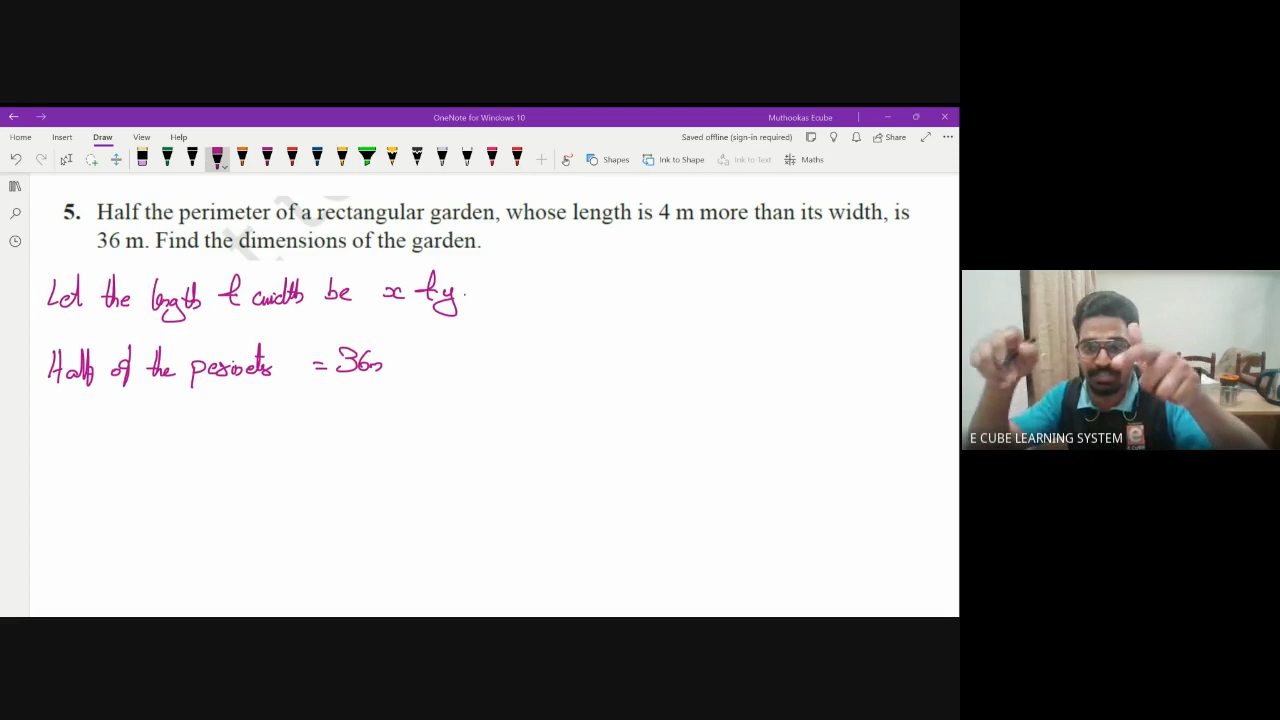 OneNote for Windows 10
Muthookas Ecube
Home Insert Draw View Help
Saved offline (sign-in required)
Share
Shapes
Ink to Shape
Ink to Text
Maths
5. Half the perimeter of a rectangular garden, whose length is 4 m more than its width, is
36 m. Find the dimensions of the garden.
Let the length & width be x & y.
Half of the perimeter = 36m
E CUBE LEARNING SYSTEM